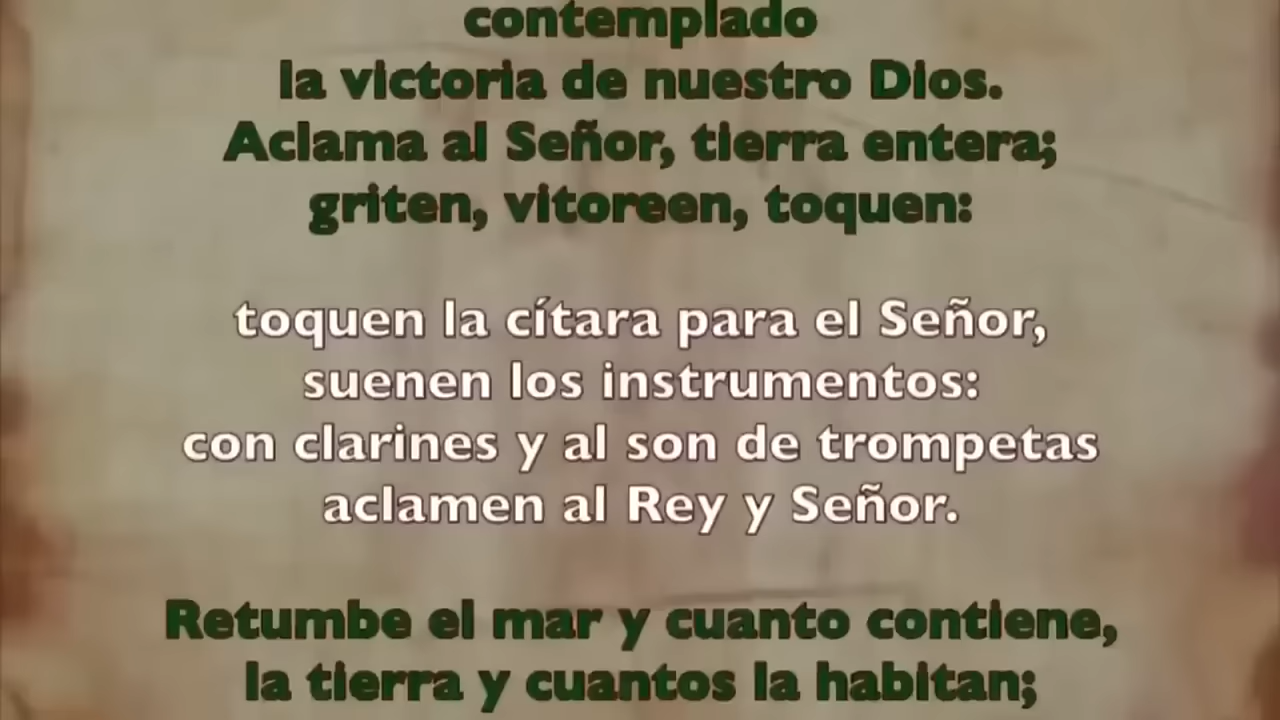 contemplado
la victoria de nuestro Dios.
Aclama al Señor, tierra entera;
griten, vitoreen, toquen:
toquen la cítara para el Señor,
suenen los instrumentos:
con clarines y al son de trompetas
aclamen al Rey y Señor.
Retumbe el mar y cuanto contiene,
la tierra y cuantos la habitan;